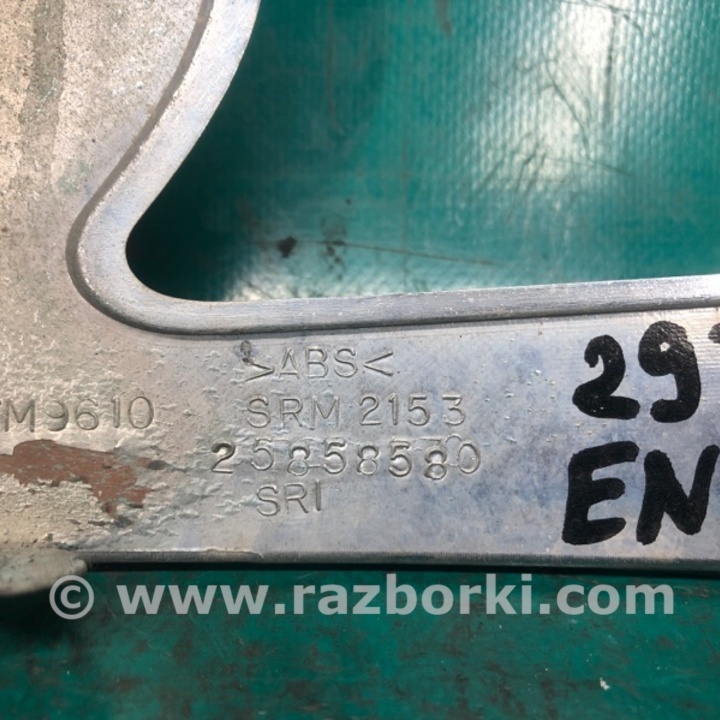 >ABS<
M9610 SRM 2153
25858580
SRI
29
EN
© www.razborki.com